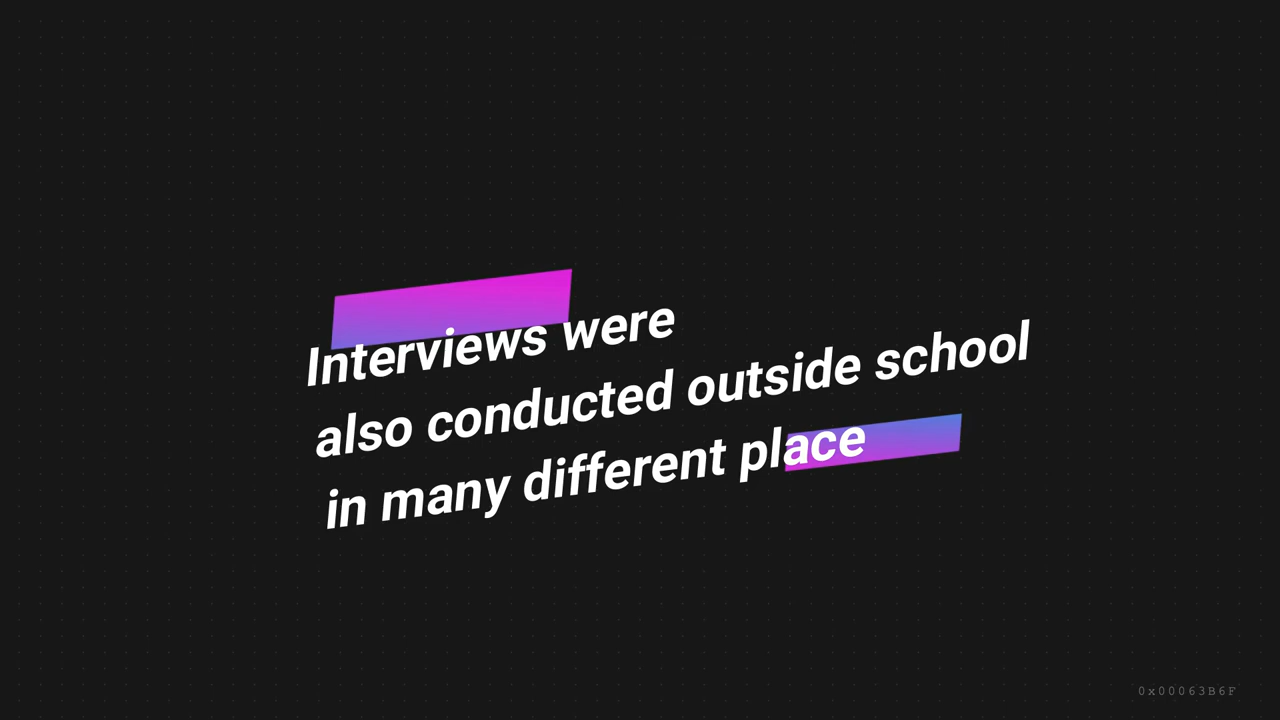 Interviews were
also conducted outside school
in many different place
0x00063B6F